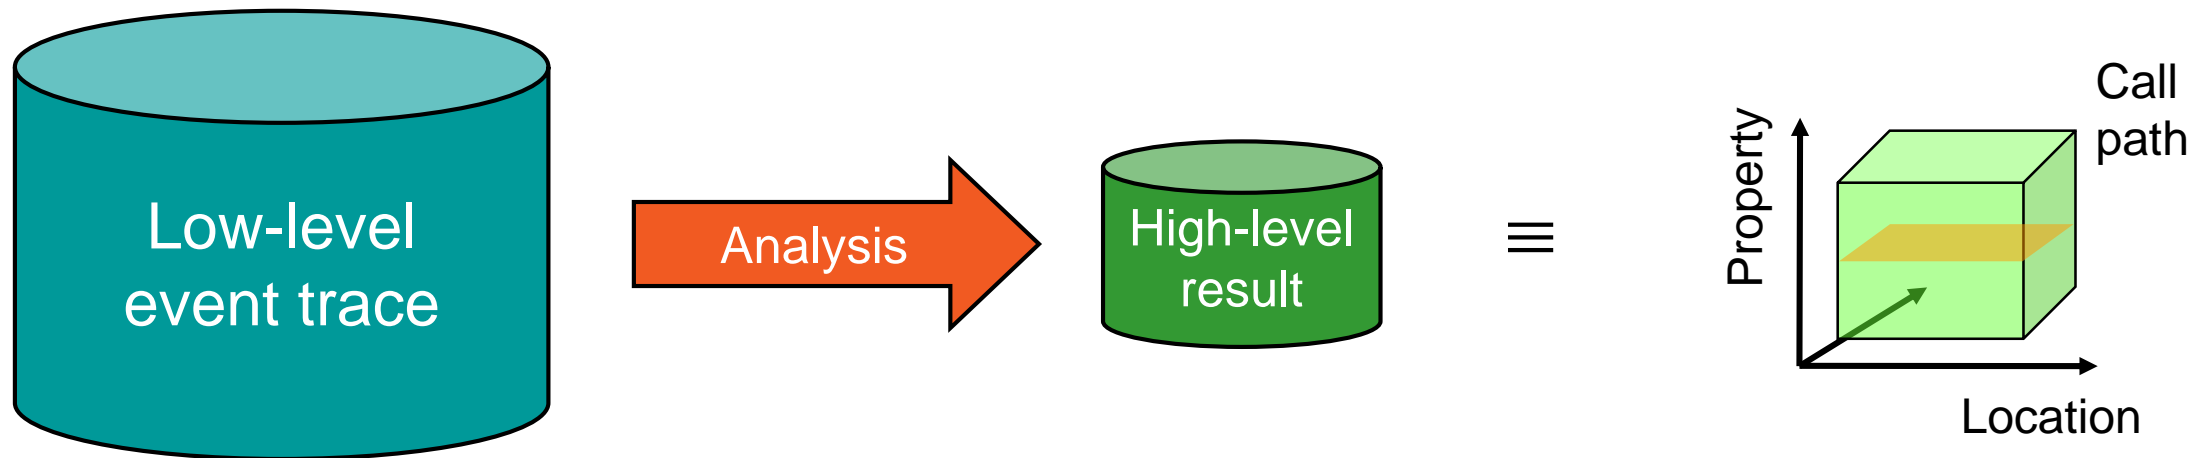 Low-level
event trace
Analysis
High-level
result
≡
Property
Call
path
Location